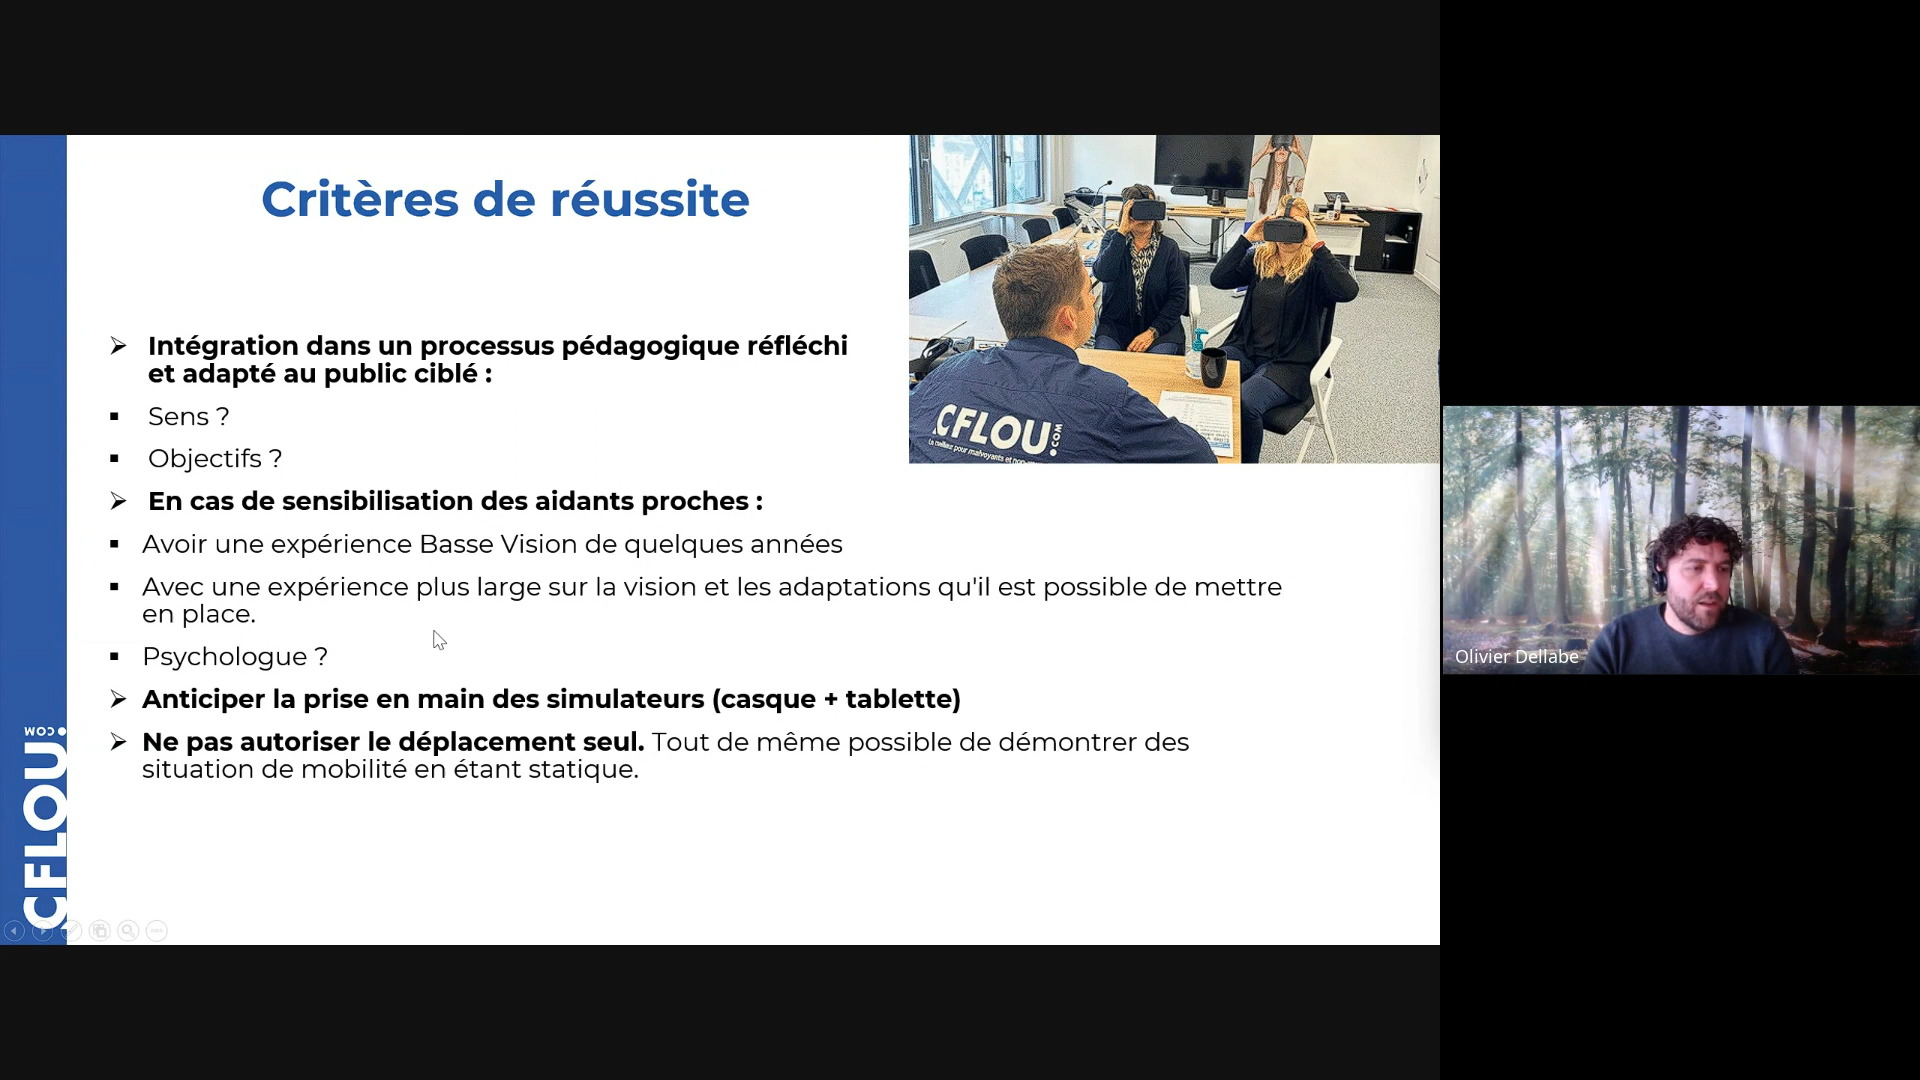 Critères de réussite
Intégration dans un processus pédagogique réfléchi
et adapté au public ciblé :
Sens ?
Objectifs ?
En cas de sensibilisation des aidants proches :
Avoir une expérience Basse Vision de quelques années
Avec une expérience plus large sur la vision et les adaptations qu'il est possible de mettre
en place.
Psychologue ?
Anticiper la prise en main des simulateurs (casque + tablette)
Ne pas autoriser le déplacement seul. Tout de même possible de démontrer des
situation de mobilité en étant statique.
CFLOU.COM
CFLOU.COM
Olivier Dellabe